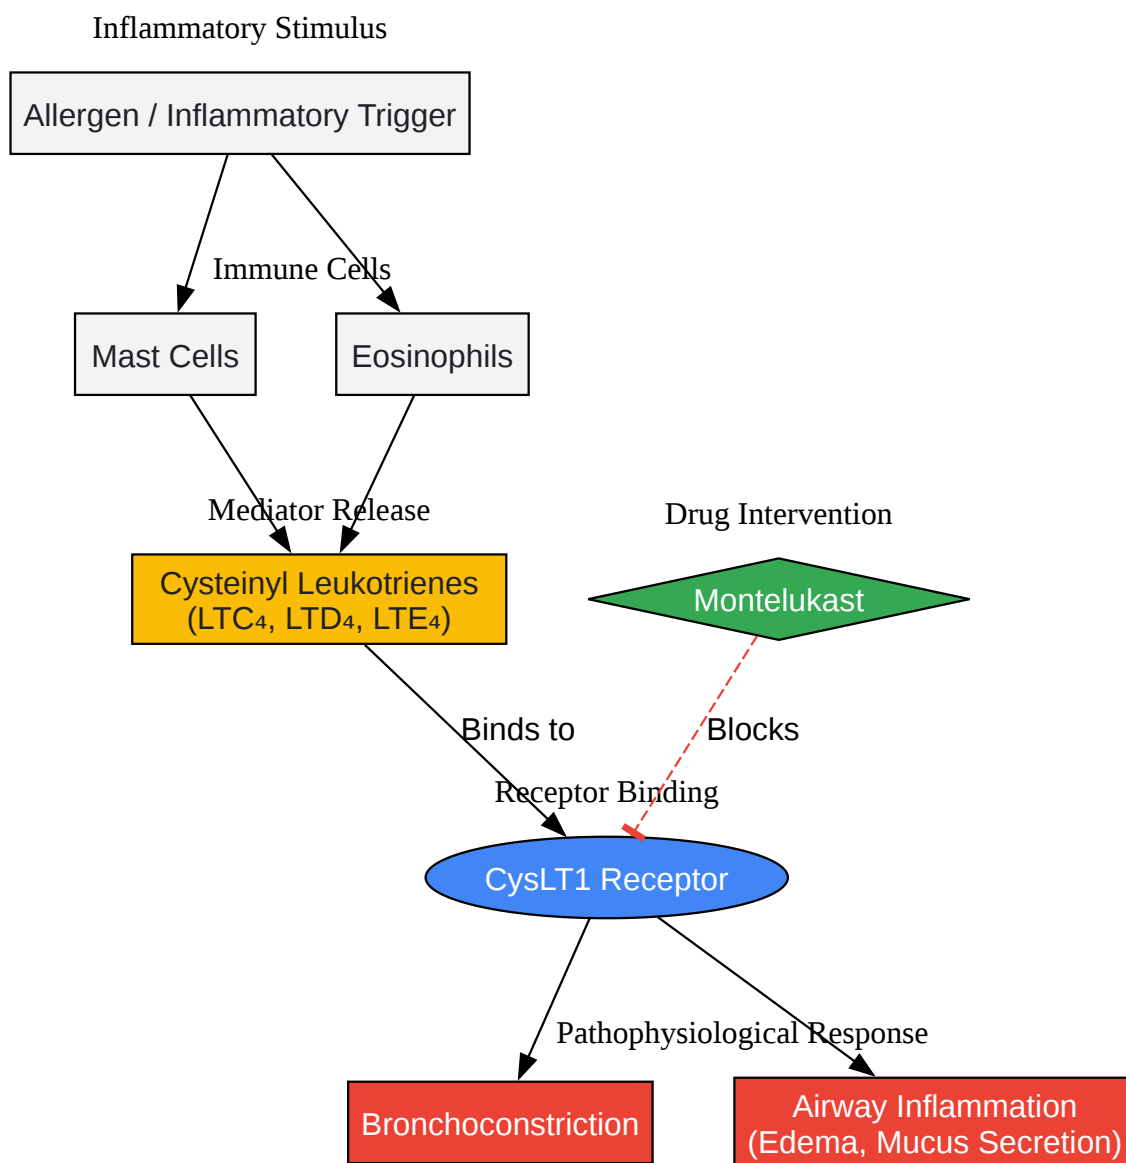 Inflammatory Stimulus
Allergen / Inflammatory Trigger
Immune Cells
Mast Cells
Eosinophils
Mediator Release
Drug Intervention
Cysteinyl Leukotrienes
(LTC₄, LTD₄, LTE₄)
Montelukast
Binds to
Blocks
Receptor Binding
CysLT1 Receptor
Pathophysiological Response
Bronchoconstriction
Airway Inflammation
(Edema, Mucus Secretion)